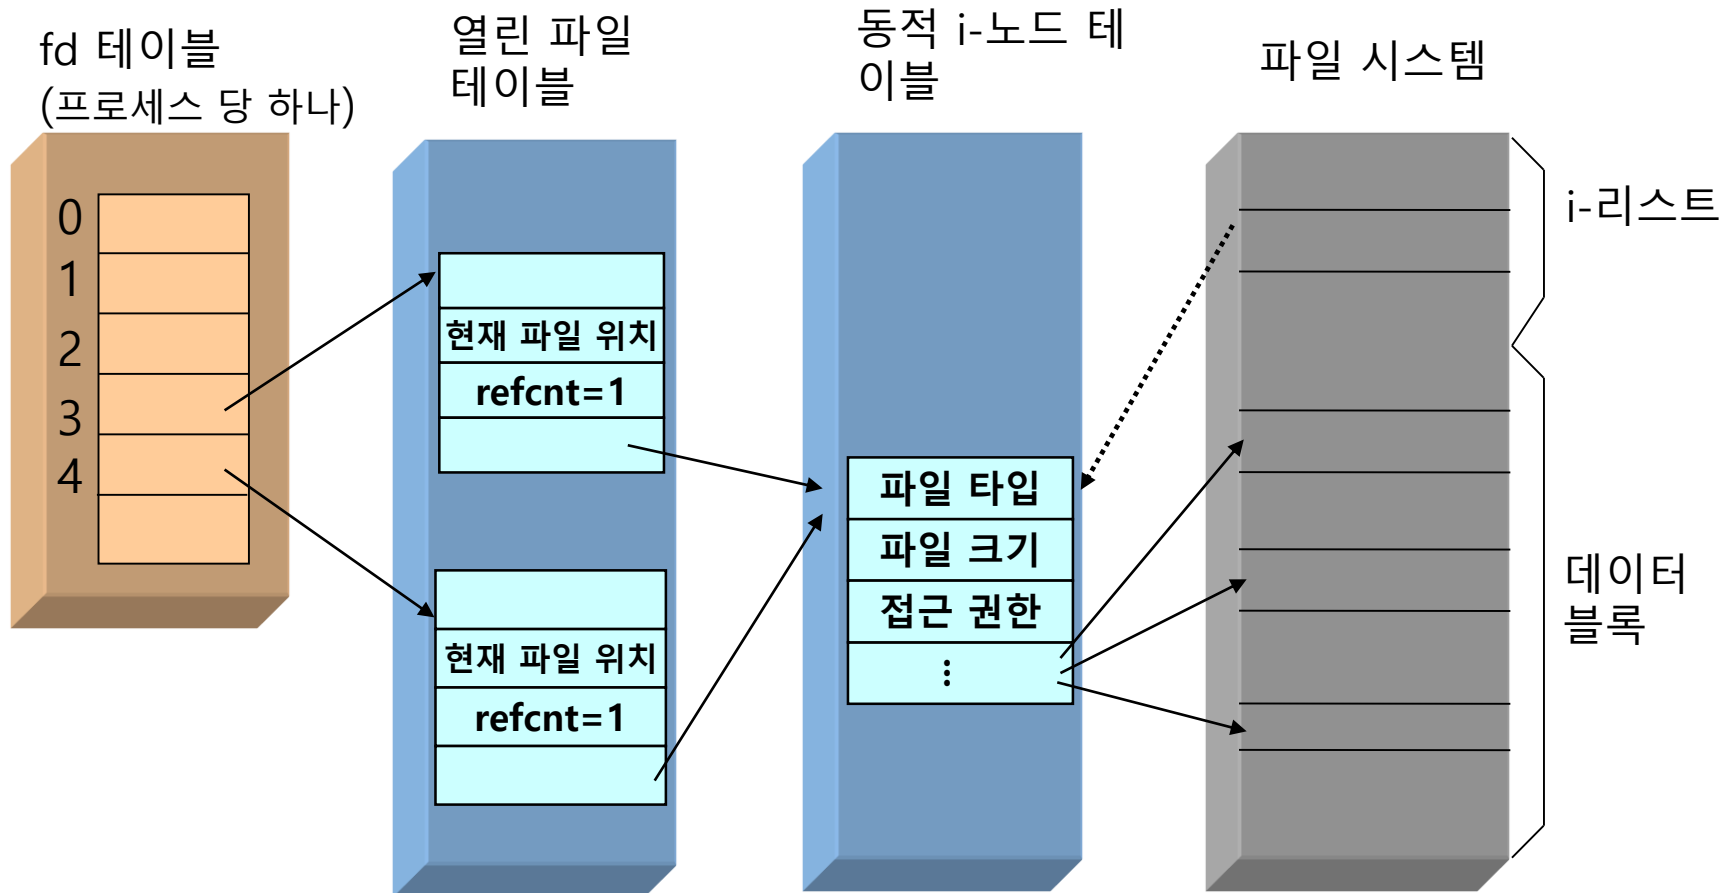 fd 테이블
(프로세스 당 하나)
열린 파일
테이블
동적 i-노드 테
이블
파일 시스템
0
1
2
3
4
현재 파일 위치
refcnt=1
현재 파일 위치
refcnt=1
파일 타입
파일 크기
접근 권한
⋮
i-리스트
데이터
블록